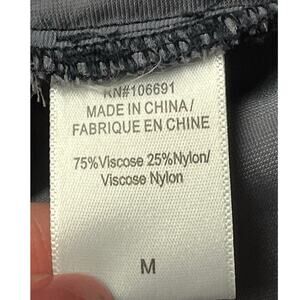 RN#106691
MADE IN CHINA/
FABRIQUE EN CHINE
75%Viscose 25%Nylon/
Viscose Nylon
M